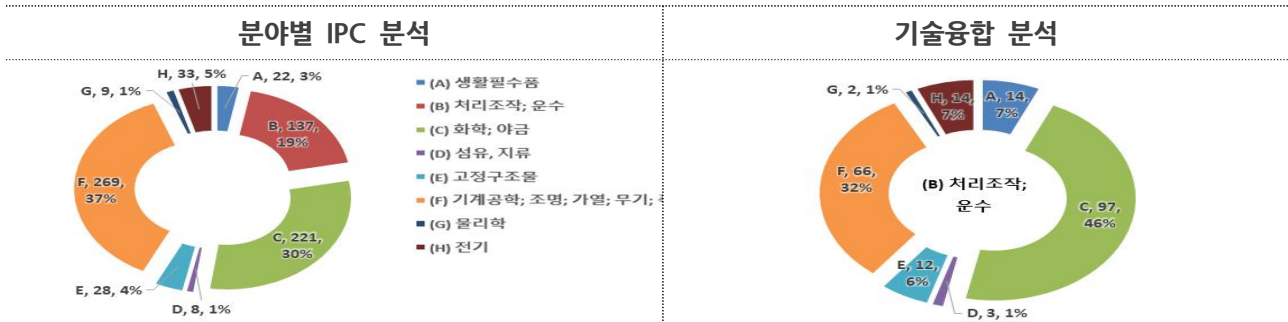 분야별 IPC 분석
H, 33, 5%
A, 22, 3%
G, 9, 1%
B, 137,
19%
F, 269,
37%
C, 221,
30%
E, 28, 4%
D, 8, 1%
(A) 생활필수품
(B) 처리조작; 운수
(C) 화학; 야금
(D) 섬유, 지류
(E) 고정구조물
(F) 기계공학; 조명; 가열; 무기;
(G) 물리학
(H) 전기
기술융합 분석
G, 2, 1%
H, 14,
7%
A, 14,
7%
F, 66,
32%
(B) 처리조작;
운수
C, 97,
46%
E, 12,
6%
D, 3, 1%